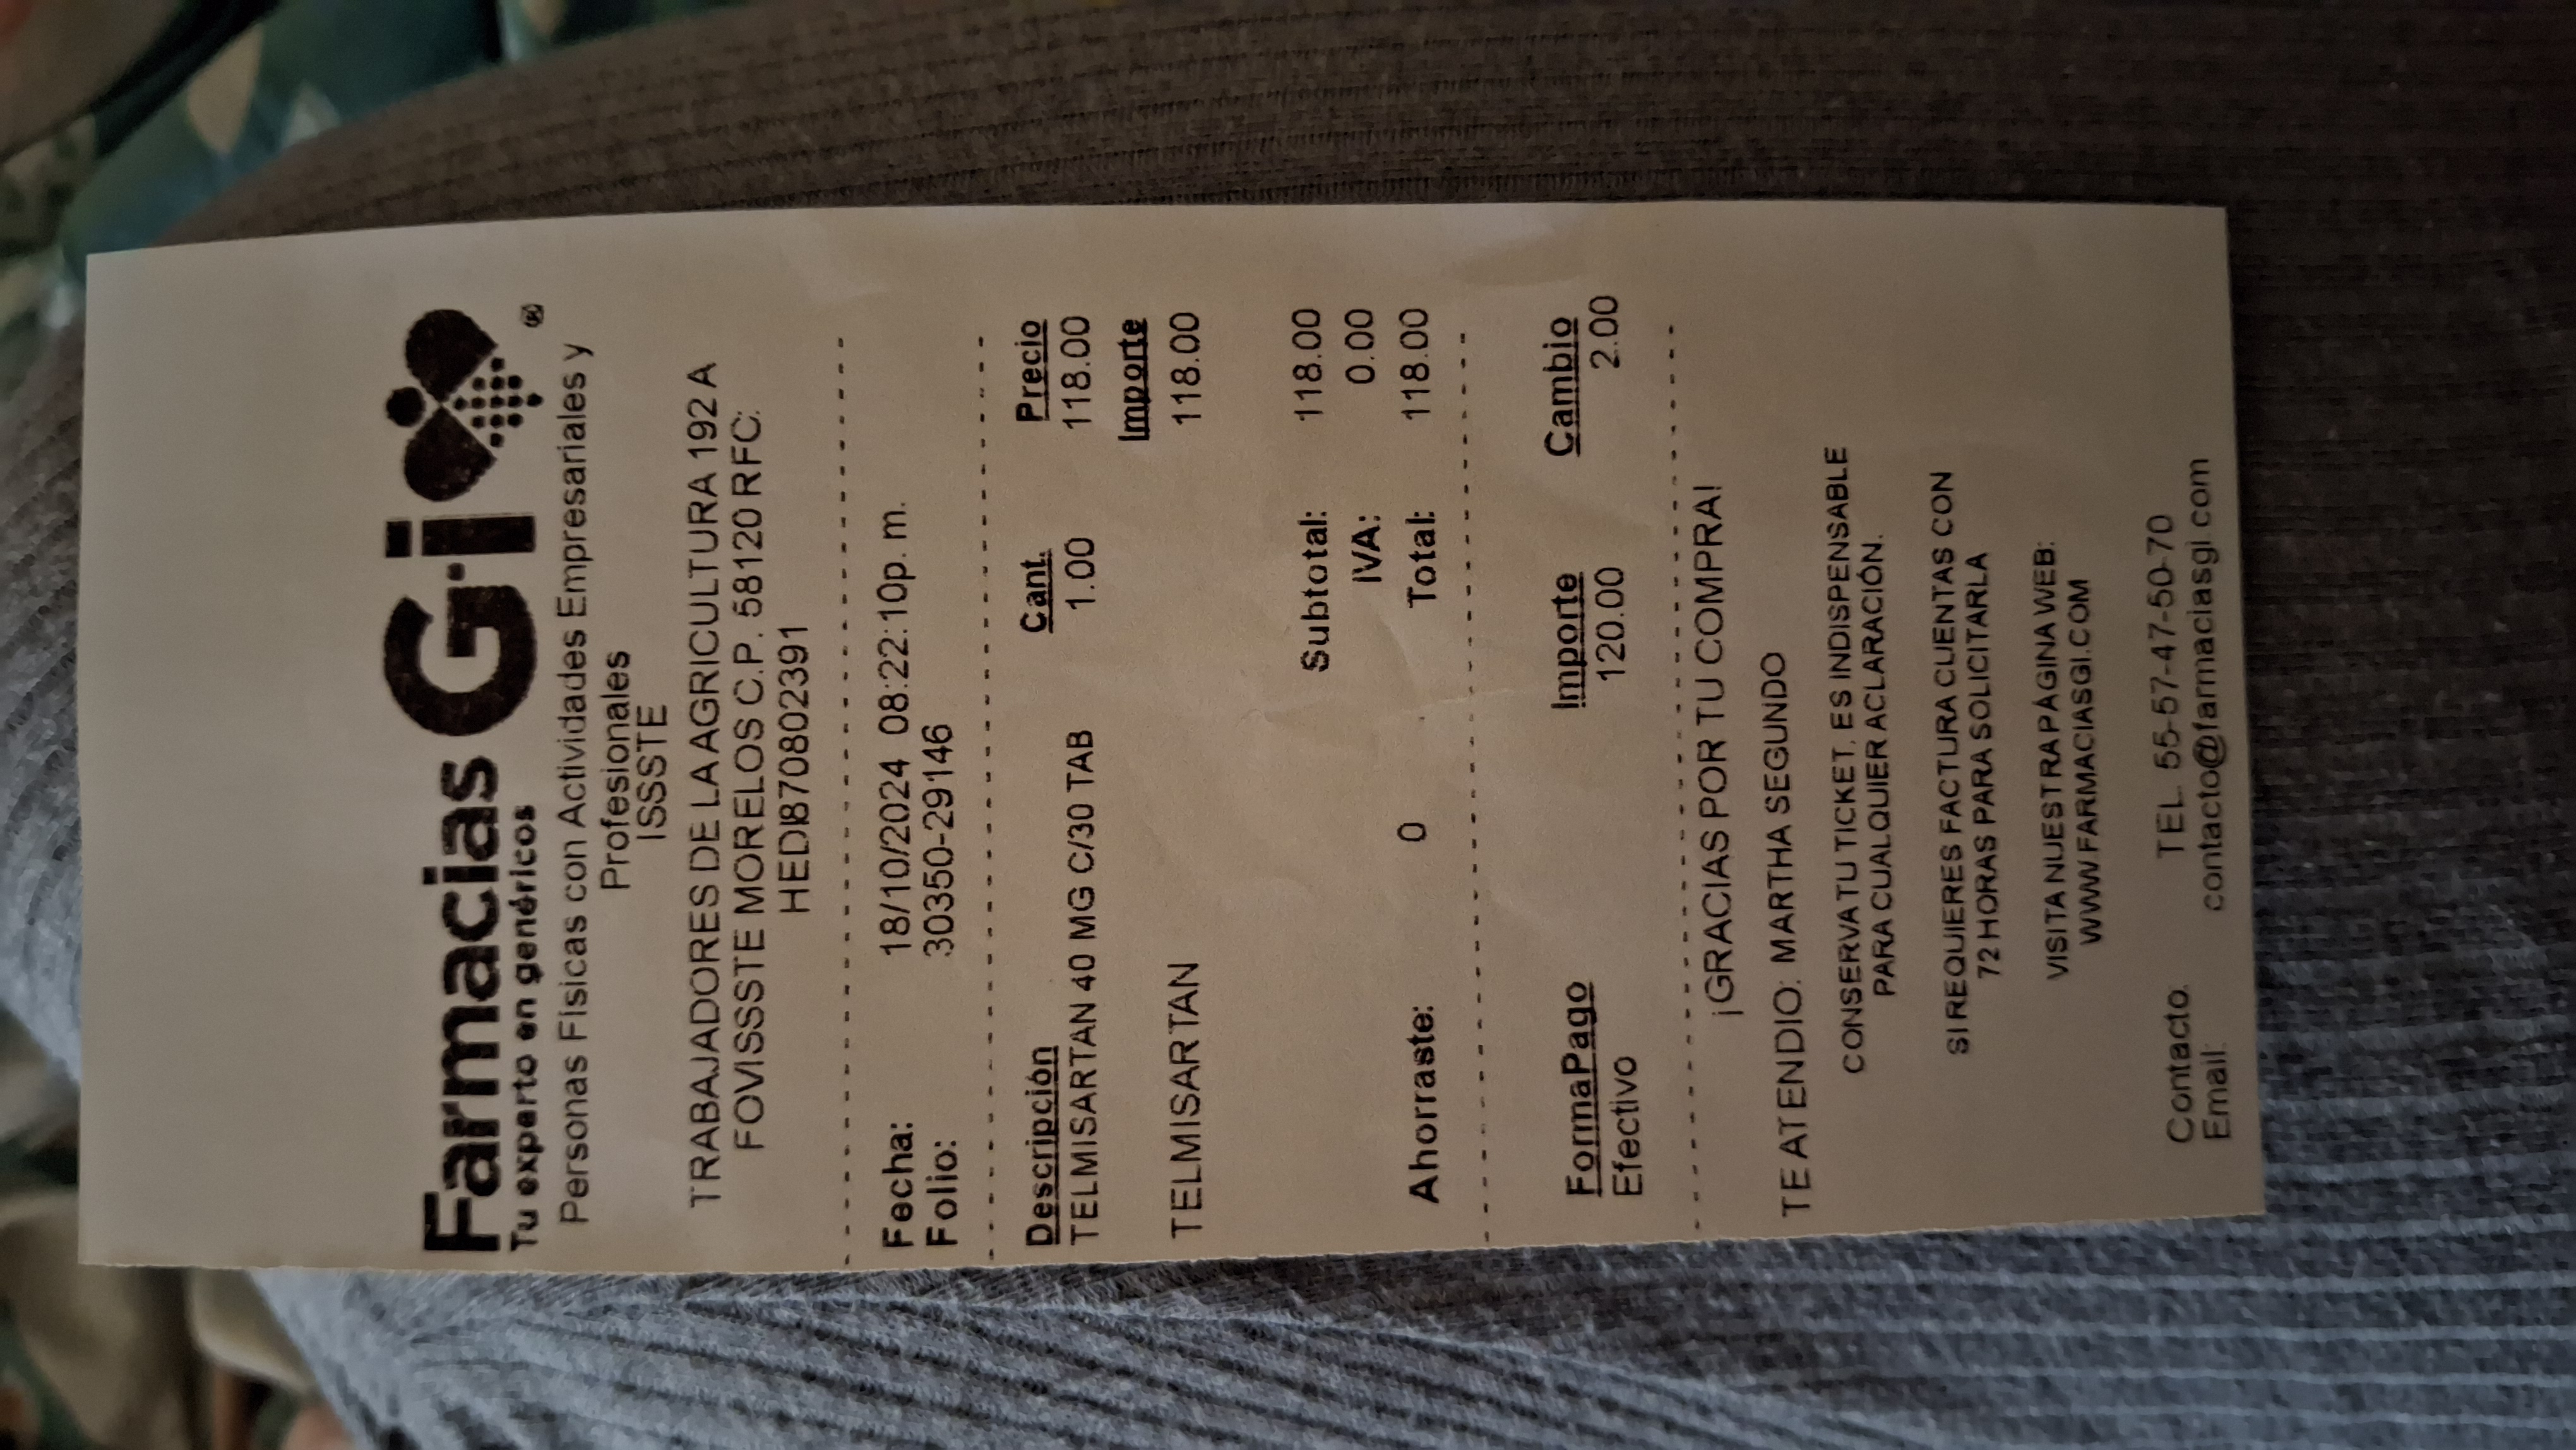 Farmacias Gi ®
Tu experto en genéricos
Personas Físicas con Actividades Empresariales y
Profesionales
ISSSTE
TRABAJADORES DE LA AGRICULTURA 192 A
FOVISSSTE MORELOS C.P. 58120 RFC:
HEDI870802391
Fecha: 18/10/2024 08:22:10p. m.
Folio: 30350-29146
Descripción Cant. Precio
TELMISARTAN 40 MG C/30 TAB 1.00 118.00
Importe
TELMISARTAN 118.00
Subtotal: 118.00
IVA: 0.00
Ahorraste: 0 Total: 118.00
FormaPago Importe Cambio
Efectivo 120.00 2.00
¡GRACIAS POR TU COMPRA!
TE ATENDIO: MARTHA SEGUNDO
CONSERVA TU TICKET, ES INDISPENSABLE
PARA CUALQUIER ACLARACIÓN.
SI REQUIERES FACTURA CUENTAS CON
72 HORAS PARA SOLICITARLA
VISITA NUESTRA PÁGINA WEB:
WWW.FARMACIASGI.COM
Contacto: TEL. 55-57-47-50-70
Email: contacto@farmaciasgi.com